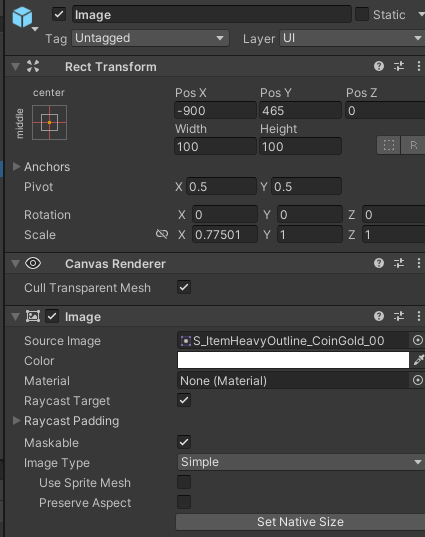 Image
Static
Tag Untagged Layer UI
Rect Transform
center
middle
Pos X Pos Y Pos Z
-900 465 0
Width Height
100 100
R
Anchors
Pivot X 0.5 Y 0.5
Rotation X 0 Y 0 Z 0
Scale X 0.77501 Y 1 Z 1
Canvas Renderer
Cull Transparent Mesh
Image
Source Image S_ItemHeavyOutline_CoinGold_00
Color
Material None (Material)
Raycast Target
Raycast Padding
Maskable
Image Type Simple
Use Sprite Mesh
Preserve Aspect
Set Native Size